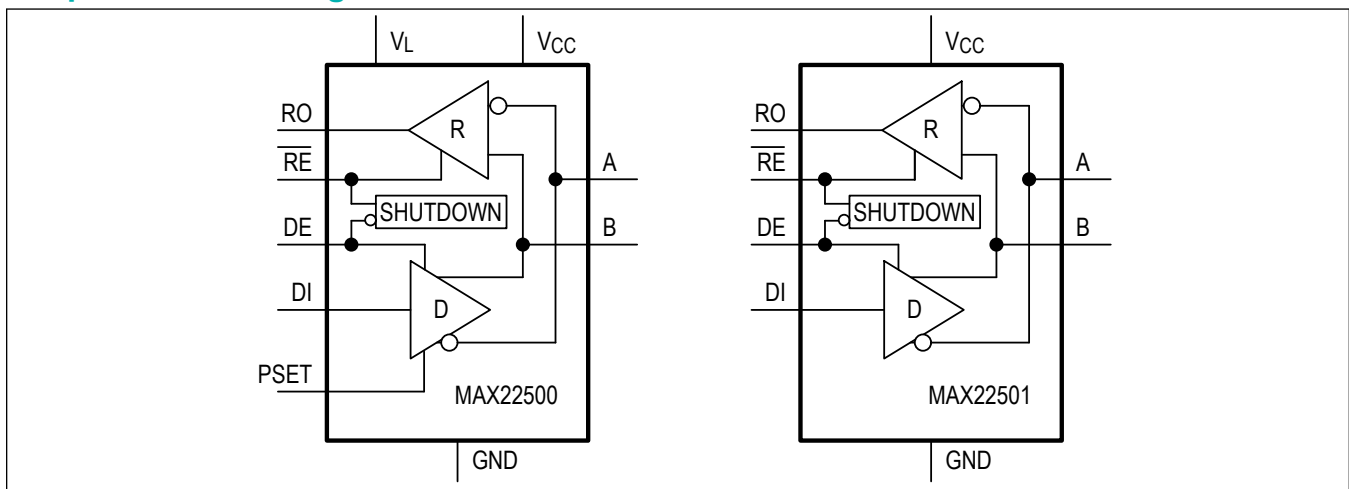 VL VCC
RO
R
RE
A
SHUTDOWN
DE
B
DI
D
PSET
MAX22500
GND
VCC
RO
R
RE
A
SHUTDOWN
DE
B
DI
D
MAX22501
GND